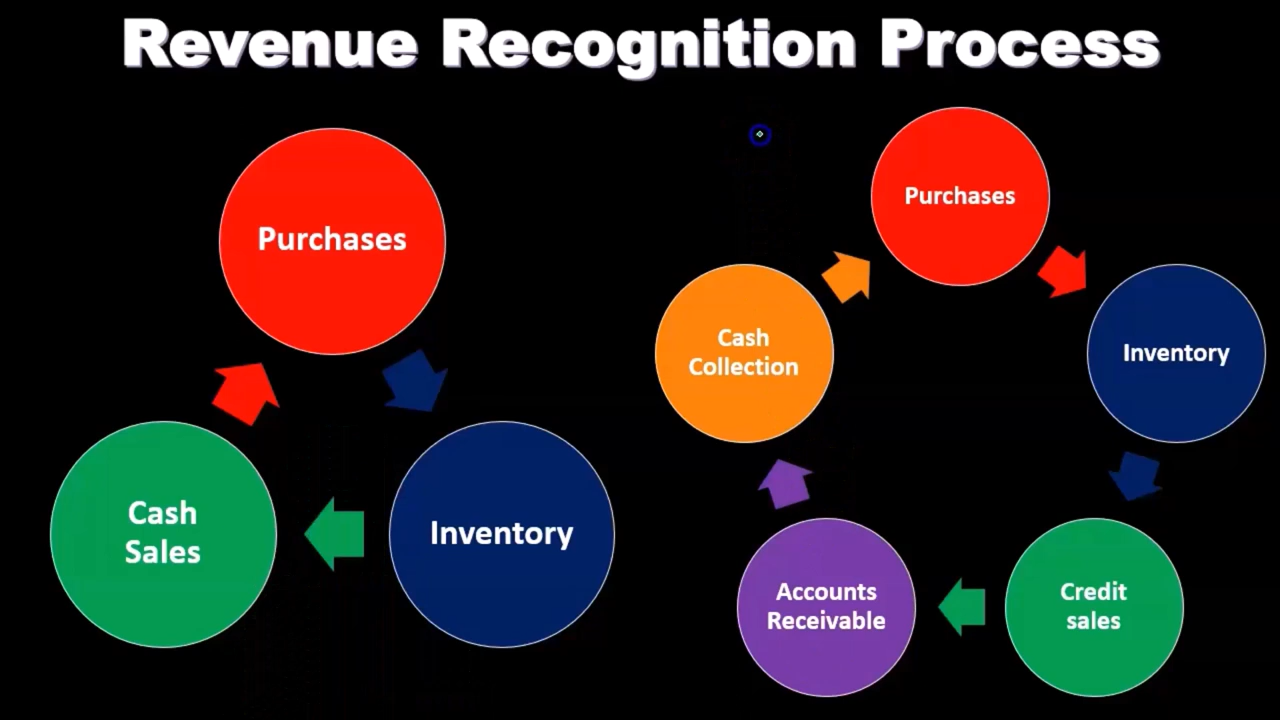 Revenue Recognition Process
Purchases
Inventory
Cash
Sales
Purchases
Inventory
Credit
sales
Accounts
Receivable
Cash
Collection